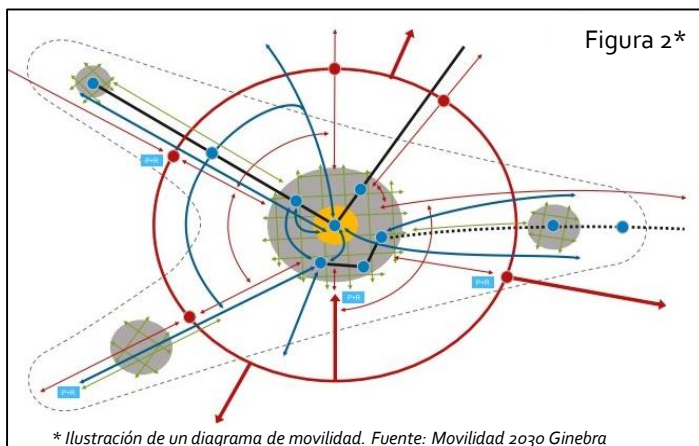 Figura 2*
P+R
P+R
P+R
P+R
* Ilustración de un diagrama de movilidad. Fuente: Movilidad 2030 Ginebra